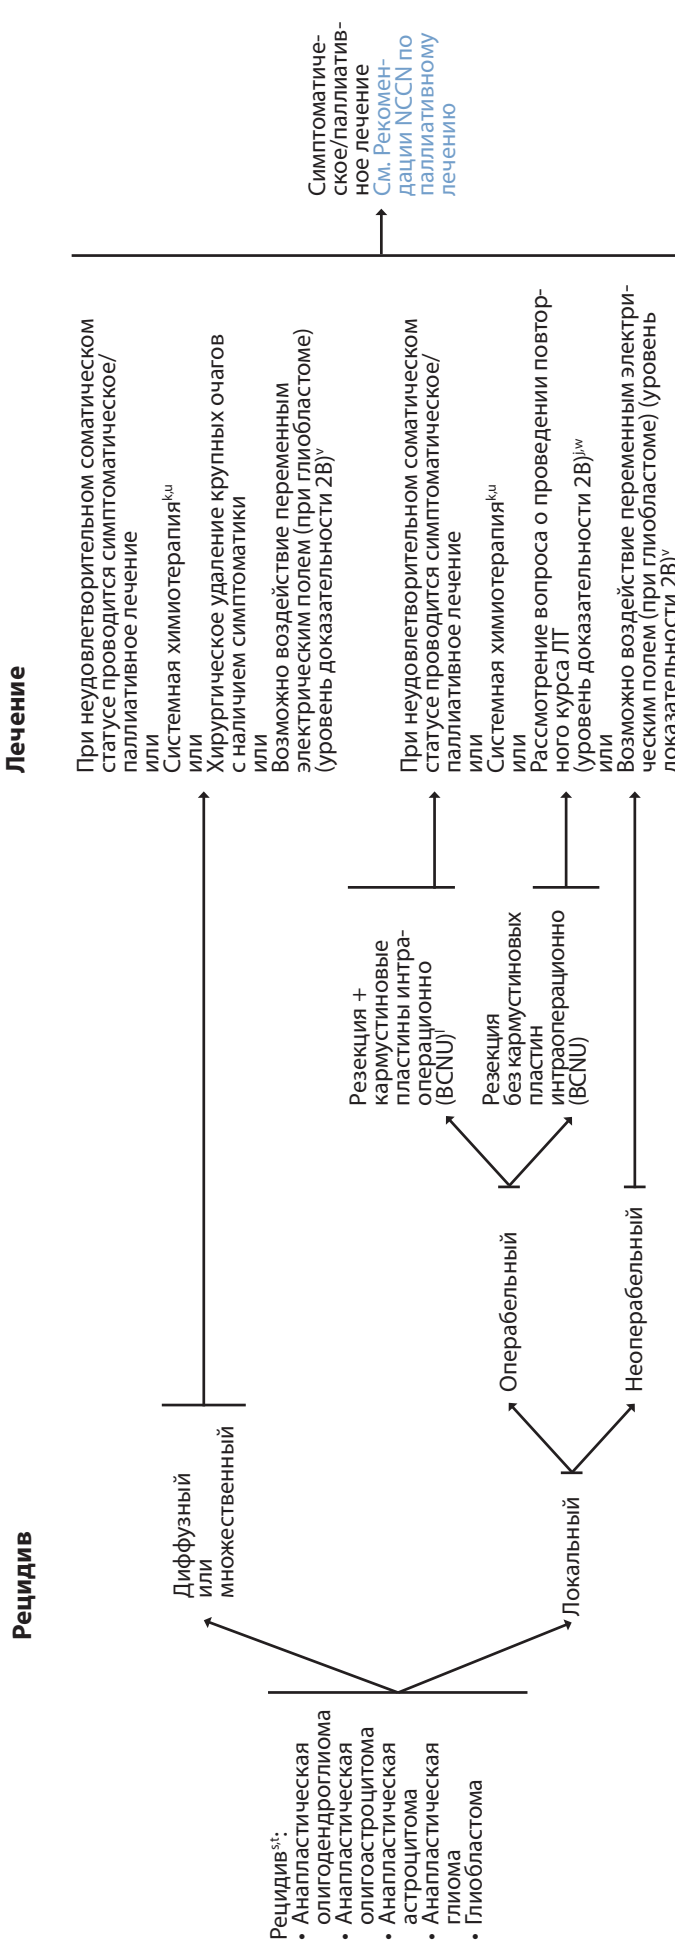 Рецидив
Лечение
Рецидив s,t:
• Анапластическая
олигодендроглиома
• Анапластическая
олигоастроцитома
• Анапластическая
астроцитома
• Анапластическая
глиома
• Глиобластома
Диффузный
или
множественный
Локальный
Операбельный
Неоперабельный
Резекция +
кармустиновые
пластины интра-
операционно
(BCNU)i
Резекция
без кармустиновых
пластин
интраоперационно
(BCNU)
При неудовлетворительном соматическом
статусе проводится симптоматическое/
паллиативное лечение
или
Системная химиотерапия k,u
или
Хирургическое удаление крупных очагов
с наличием симптоматики
или
Возможно воздействие переменным
электрическим полем (при глиобластоме)
(уровень доказательности 2B) v
При неудовлетворительном соматическом
статусе проводится симптоматическое/
паллиативное лечение
или
Системная химиотерапия k,u
или
Рассмотрение вопроса о проведении повтор-
ного курса ЛТ
(уровень доказательности 2B) j,w
или
Возможно воздействие переменным электри-
ческим полем (при глиобластоме) (уровень
доказательности 2B) v
Симптоматиче-
ское/паллиатив-
ное лечение
См. Рекомен-
дации NCCN по
паллиативному
лечению